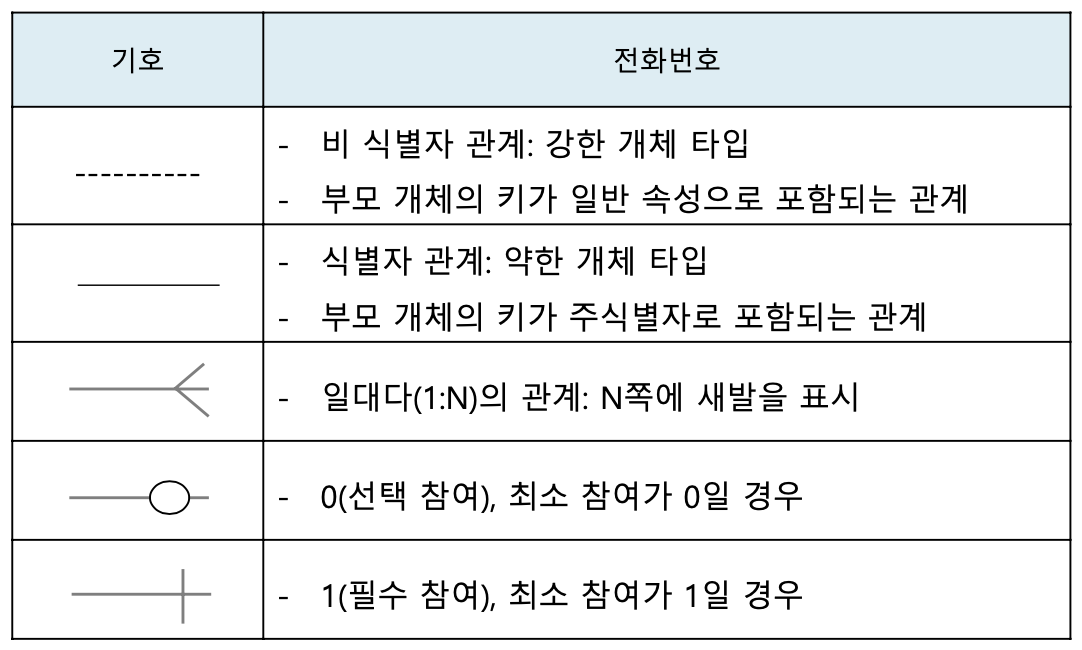 기호
전화번호
- 비 식별자 관계: 강한 개체 타입
- 부모 개체의 키가 일반 속성으로 포함되는 관계
- 식별자 관계: 약한 개체 타입
- 부모 개체의 키가 주식별자로 포함되는 관계
- 일대다(1:N)의 관계: N쪽에 새발을 표시
- 0(선택 참여), 최소 참여가 0일 경우
- 1(필수 참여), 최소 참여가 1일 경우